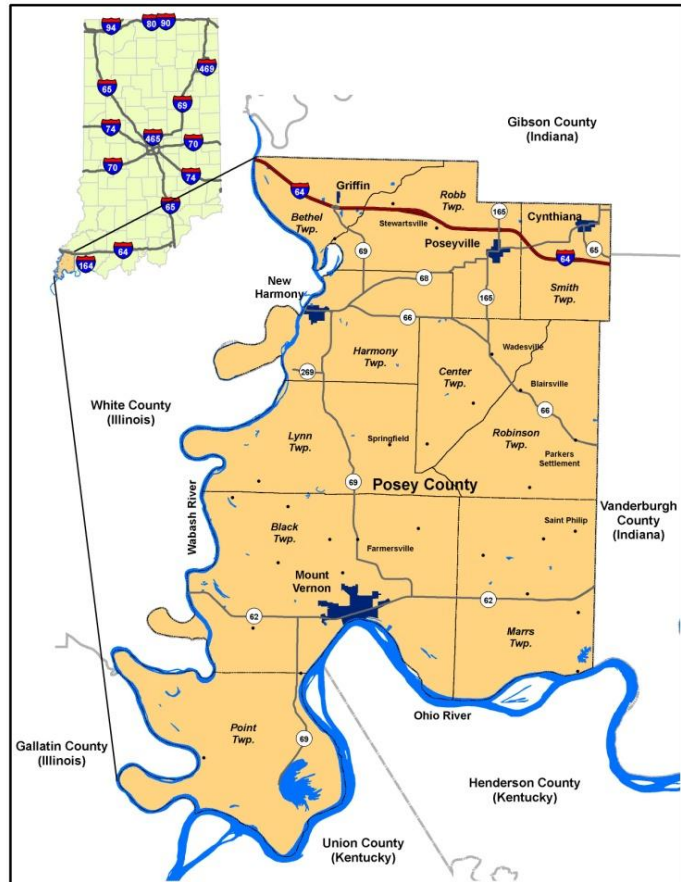 94
80
90
469
65
69
74
465
70
70
74
65
64
164
Gibson County
(Indiana)
64
Griffin
Robb
Twp.
165
Cynthiana
Bethel
Twp.
Stewartsville
Poseyville
69
65
64
New
Harmony
68
165
Smith
Twp.
66
Wadesville
Harmony
Twp.
Center
Twp.
269
Blairsville
White County
(Illinois)
66
Lynn
Twp.
Springfield
Robinson
Twp.
Parkers
Settlement
69
Posey County
Wabash River
Vanderburgh
County
(Indiana)
Saint Philip
Black
Twp.
Farmersville
Mount
Vernon
62
62
Marrs
Twp.
Ohio River
Point
Twp.
69
Gallatin County
(Illinois)
Henderson County
(Kentucky)
Union County
(Kentucky)